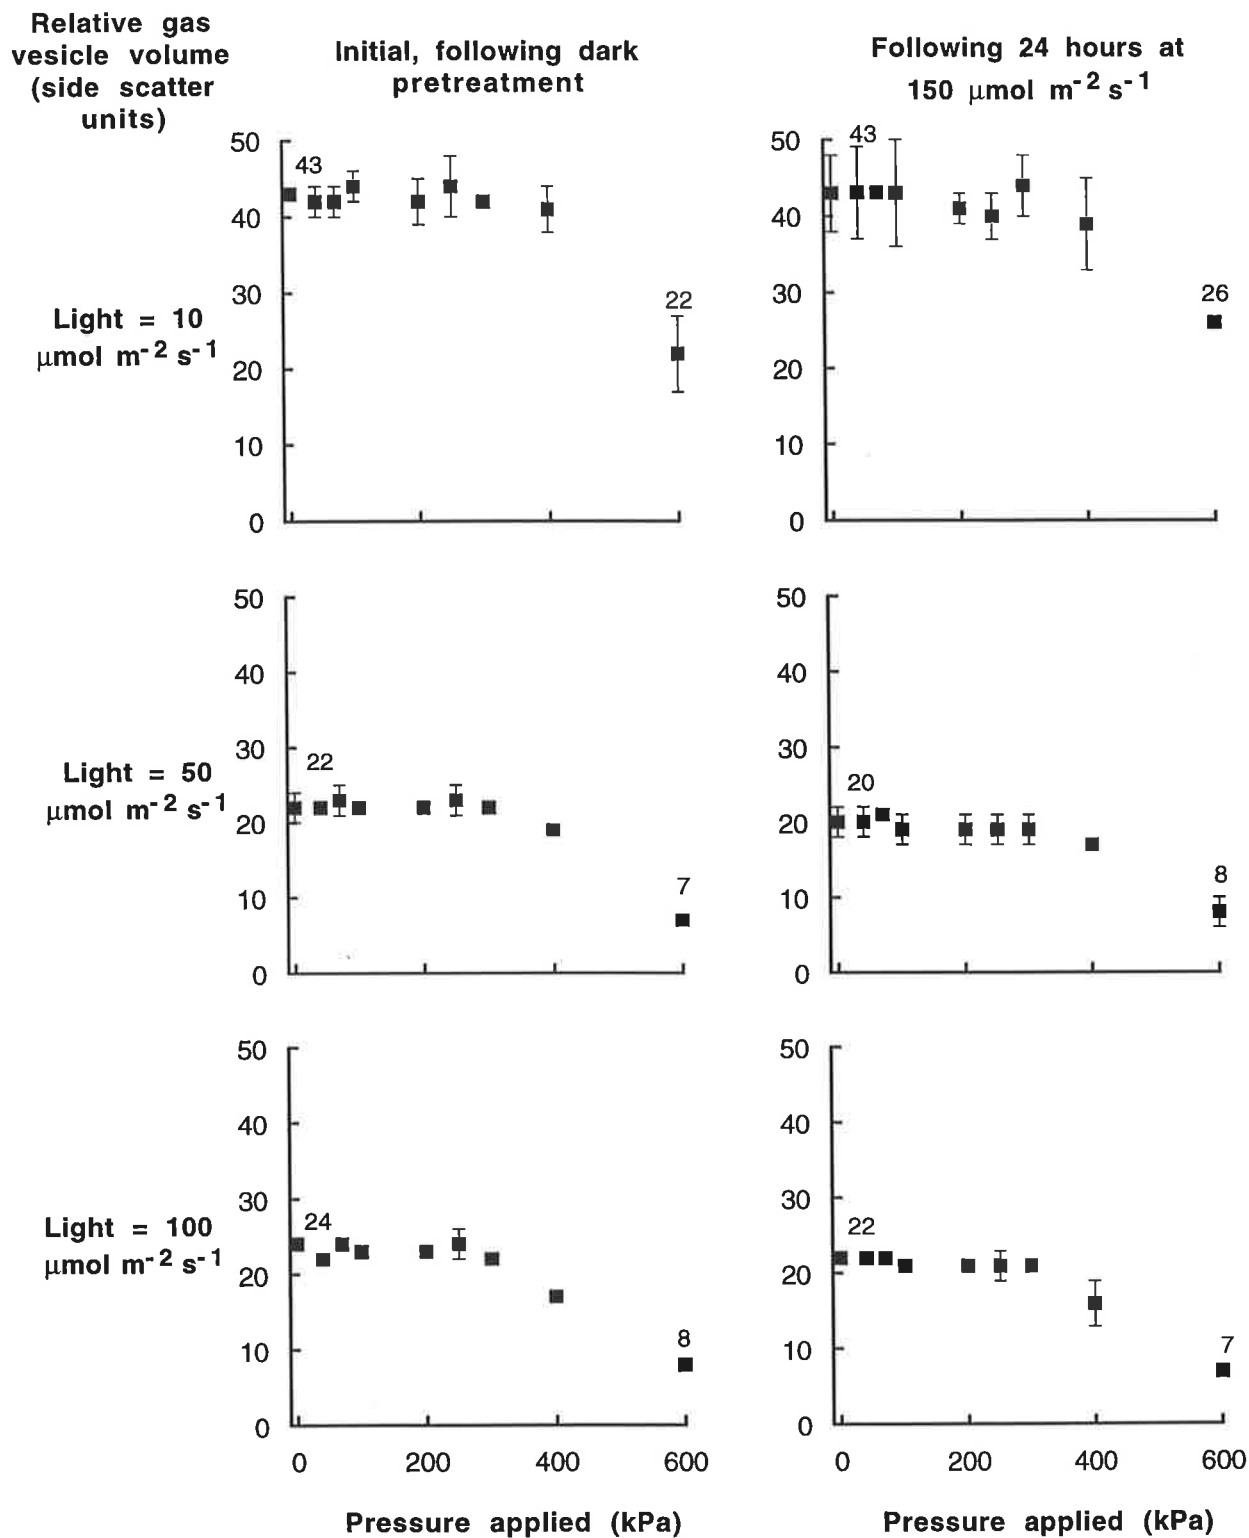 Relative gas
vesicle volume
(side scatter
units)
Initial, following dark
pretreatment
Following 24 hours at
150 µmol m-2 s-1
50
43
40
30
22
20
10
0
Light = 10
µmol m-2 s-1
50
43
40
30
26
20
10
0
50
40
30
22
20
10
7
0
Light = 50
µmol m-2 s-1
50
40
30
20
20
10
8
0
50
40
30
24
20
10
8
0
Light = 100
µmol m-2 s-1
50
40
30
22
20
10
7
0
0 200 400 600
Pressure applied (kPa)
0 200 400 600
Pressure applied (kPa)